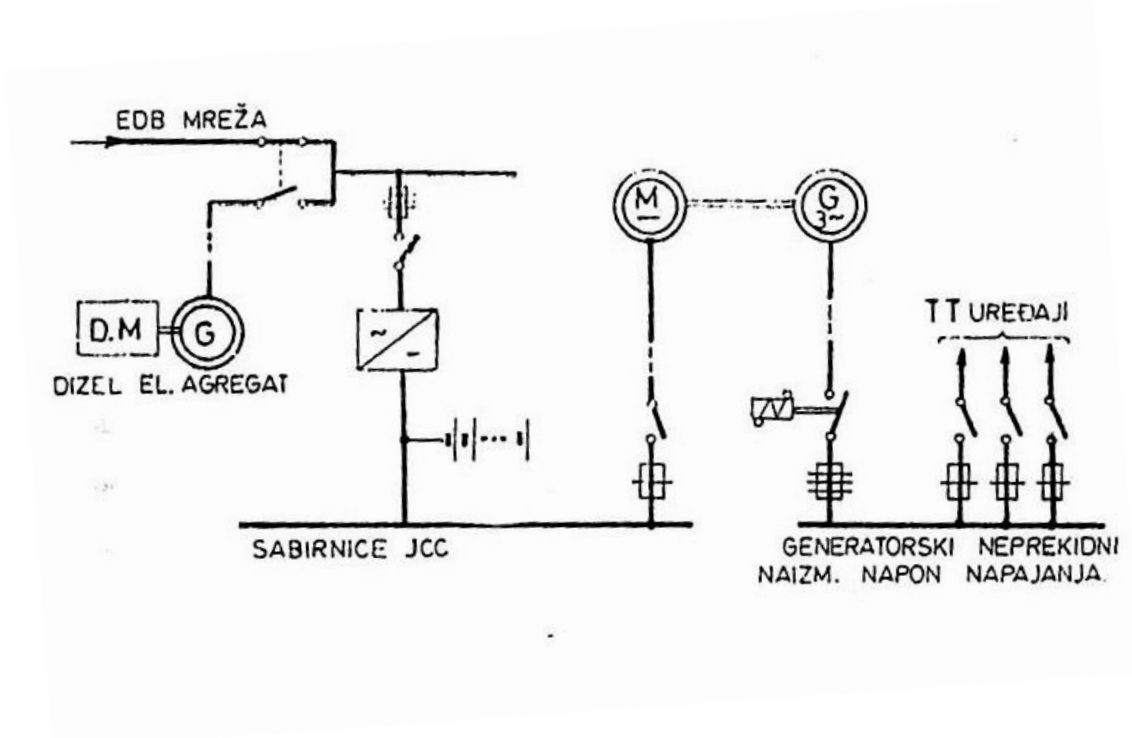 EDB MREŽA
M
G
3~
TT UREĐAJI
D.M
G
~
-
DIZEL EL. AGREGAT
SABIRNICE JCC
GENERATORSKI NEPREKIDNI
NAIZM. NAPON NAPAJANJA.